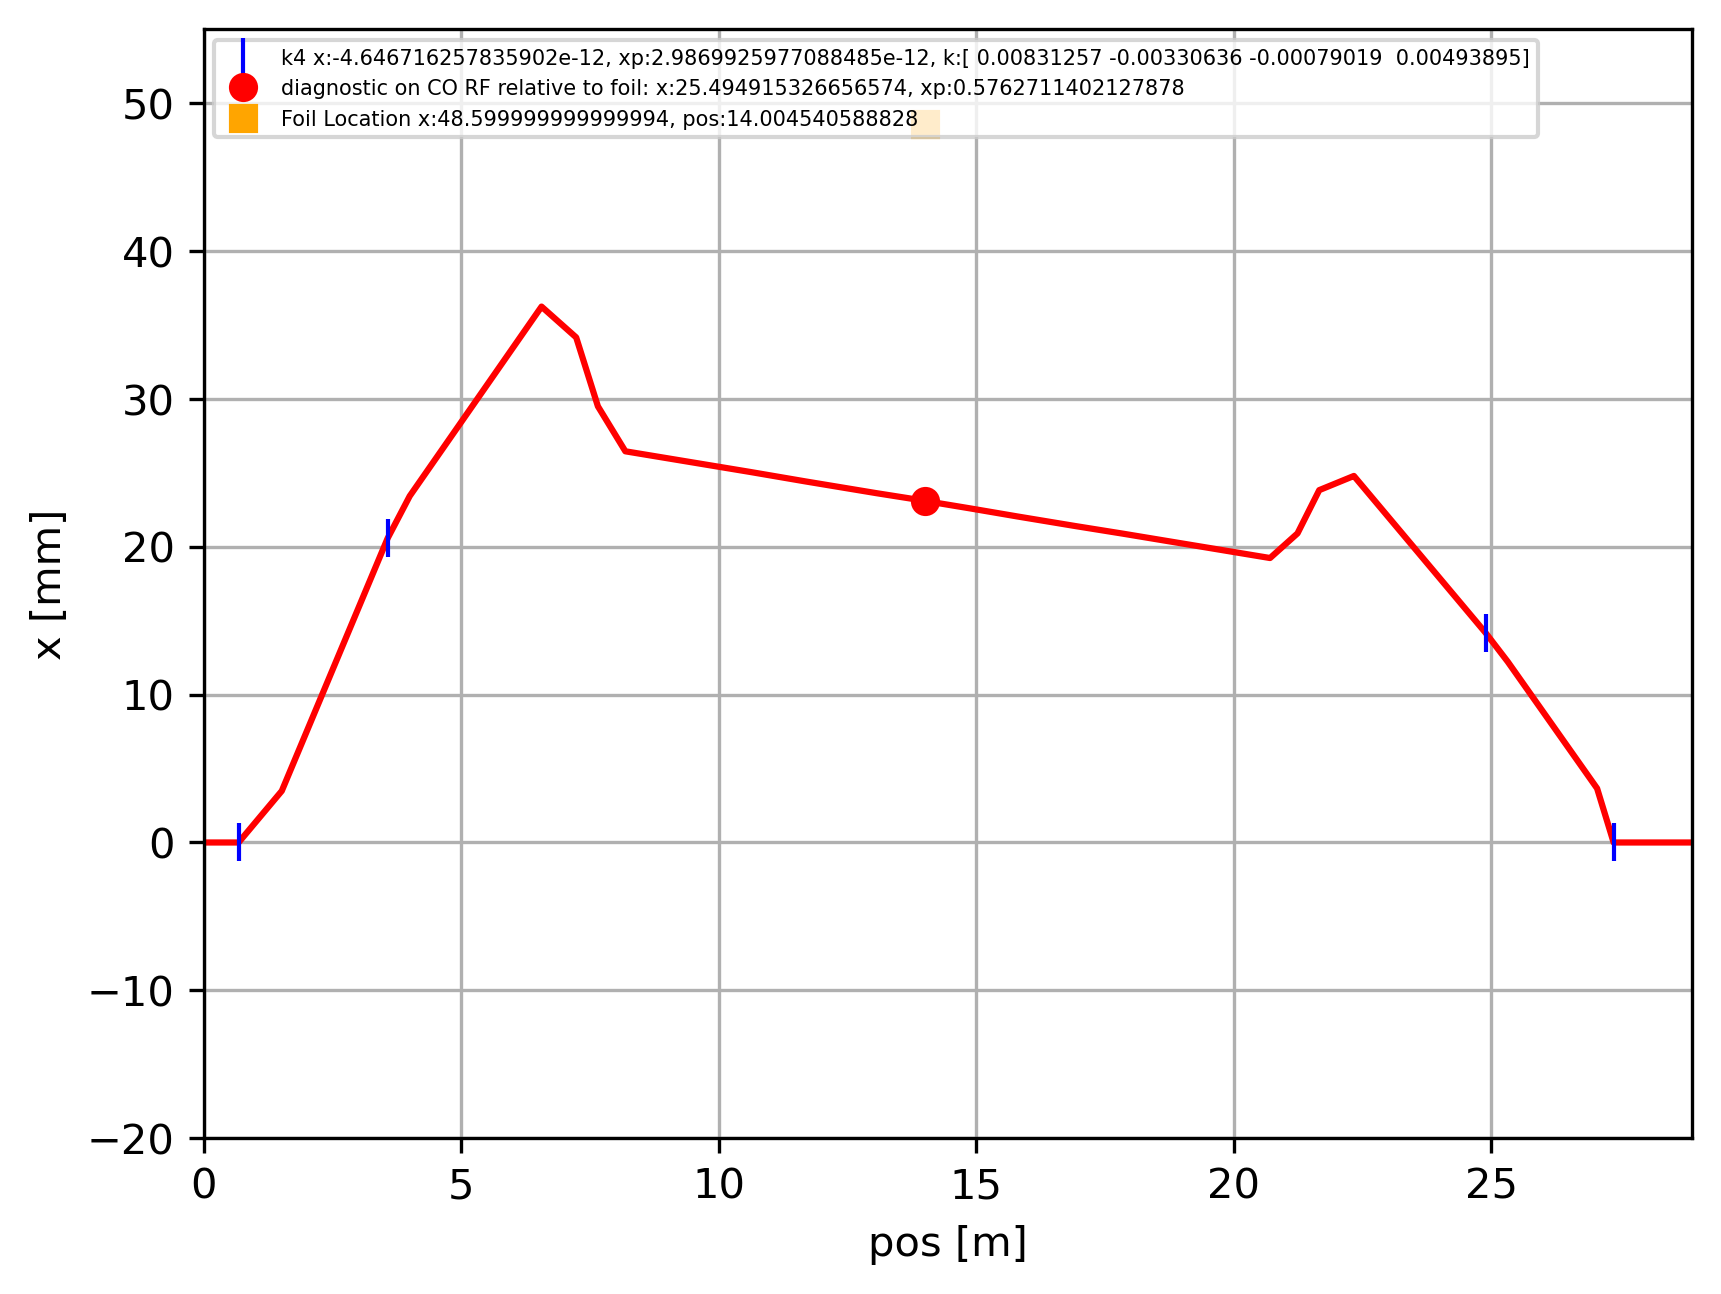 k4 x:-4.646716257835902e-12, xp:2.9869925977088485e-12, k:[ 0.00831257 -0.00330636 -0.00079019  0.00493895]
diagnostic on CO RF relative to foil: x:25.494915326656574, xp:0.5762711402127878
Foil Location x:48.599999999999994, pos:14.004540588828
50
40
30
20
10
0
−10
−20
x [mm]
0 5 10 15 20 25
pos [m]